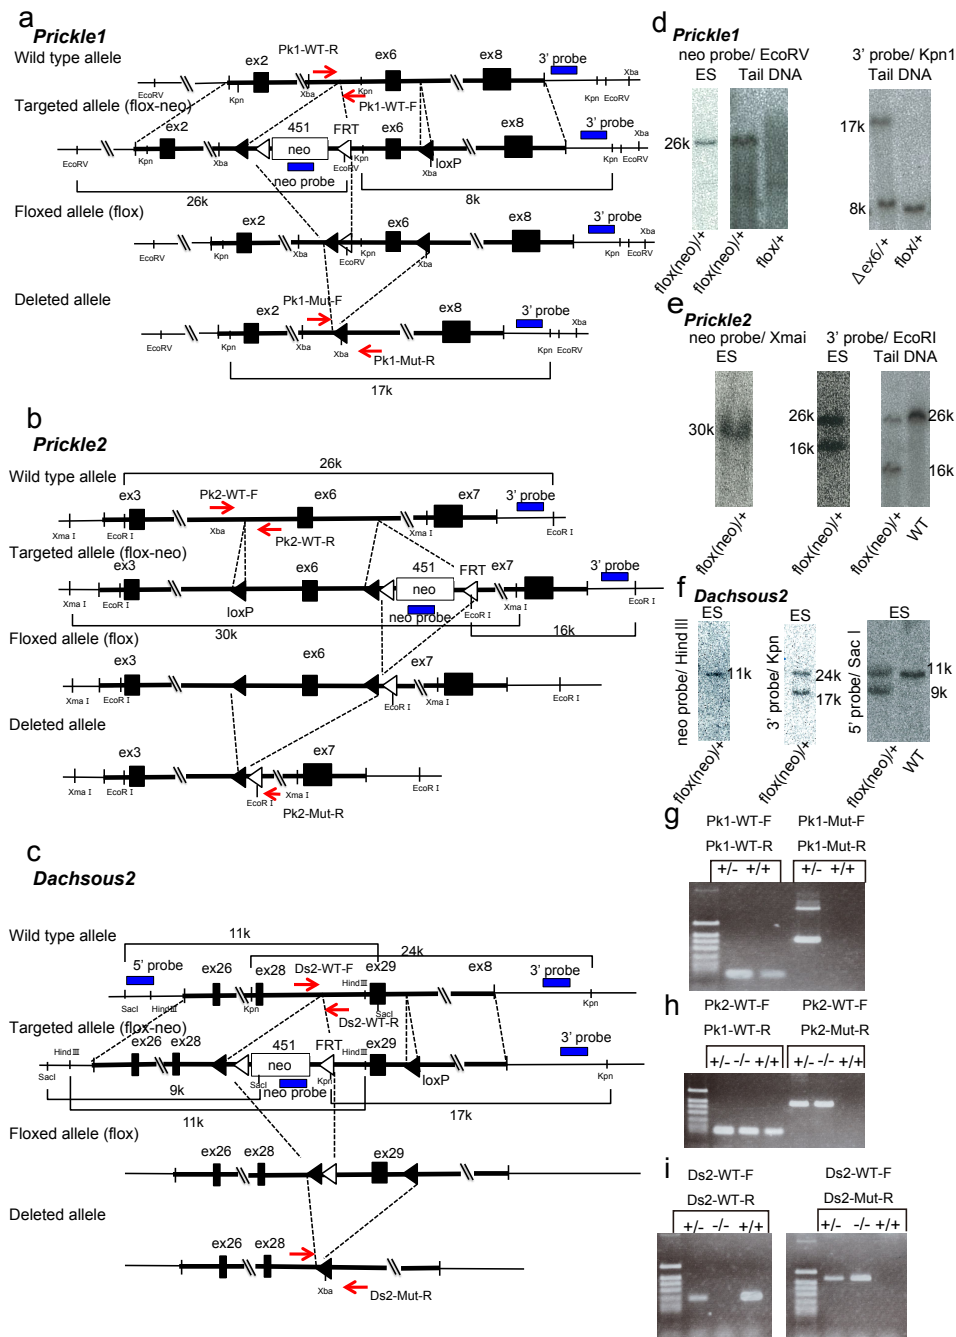 a
Prickle1
Wild type allele
ex2
Pk1-WT-R
ex6
ex8
3' probe
EcoRV
Kpn
Xba
Kpn
Pk1-WT-F
Kpn
EcoRV
Xba
Targeted allele (flox-neo)
ex2
451
neo
FRT
ex6
ex8
3' probe
EcoRV
Kpn
Xba
neo probe
EcoRV
Kpn
loxP
Xba
Kpn
EcoRV
Xba
26k
8k
Floxed allele (flox)
ex2
ex6
ex8
3' probe
EcoRV
Kpn
Xba
EcoRV
Kpn
Xba
Kpn
EcoRV
Xba
Deleted allele
ex2
Pk1-Mut-F
ex8
3' probe
EcoRV
Kpn
Xba
Xba
Pk1-Mut-R
Kpn
EcoRV
Xba
17k
b
Prickle2
26k
Wild type allele
ex3
Pk2-WT-F
ex6
ex7
3' probe
Xma I
EcoR I
Xba
Pk2-WT-R
Xma I
EcoR I
Targeted allele (flox-neo)
ex3
ex6
451
neo
FRT
ex7
3' probe
Xma I
EcoR I
loxP
neo probe
EcoR I
Xma I
EcoR I
30k
16k
Floxed allele (flox)
ex3
ex6
ex7
Xma I
EcoR I
EcoR I
Xma I
EcoR I
Deleted allele
ex3
ex7
Xma I
EcoR I
EcoR I
Xma I
EcoR I
Pk2-Mut-R
c
Dachsous2
Wild type allele
11k
24k
5' probe
ex26
ex28
Ds2-WT-F
HindIII
ex29
ex8
3' probe
SacI
HindIII
Kpn
Ds2-WT-R
SacI
Kpn
Targeted allele (flox-neo)
HindIII
ex26
ex28
451
neo
FRT
HindIII
ex29
3' probe
SacI
SacI
neo probe
Kpn
loxP
Kpn
9k
17k
11k
Floxed allele (flox)
ex26
ex28
ex29
Deleted allele
ex26
ex28
Xba
Ds2-Mut-R
d
Prickle1
neo probe/ EcoRV
3' probe/ Kpn1
ES
Tail DNA
Tail DNA
26k
17k
8k
flox(neo)/+
flox(neo)/+
flox/+
Δex6/+
flox/+
e
Prickle2
neo probe/ Xmai
3' probe/ EcoRI
ES
ES
Tail DNA
30k
26k
16k
26k
16k
flox(neo)/+
flox(neo)/+
flox(neo)/+
WT
f
Dachsous2
ES
ES
ES
neo probe/ HindIII
11k
3' probe/ Kpn
24k
17k
5' probe/ Sac I
11k
9k
flox(neo)/+
flox(neo)/+
flox(neo)/+
WT
g
Pk1-WT-F
Pk1-Mut-F
Pk1-WT-R
Pk1-Mut-R
+/- +/+
+/- +/+
h
Pk2-WT-F
Pk2-WT-F
Pk1-WT-R
Pk2-Mut-R
+/- -/- +/+
+/- -/- +/+
i
Ds2-WT-F
Ds2-WT-F
Ds2-WT-R
Ds2-Mut-R
+/- -/- +/+
+/- -/- +/+